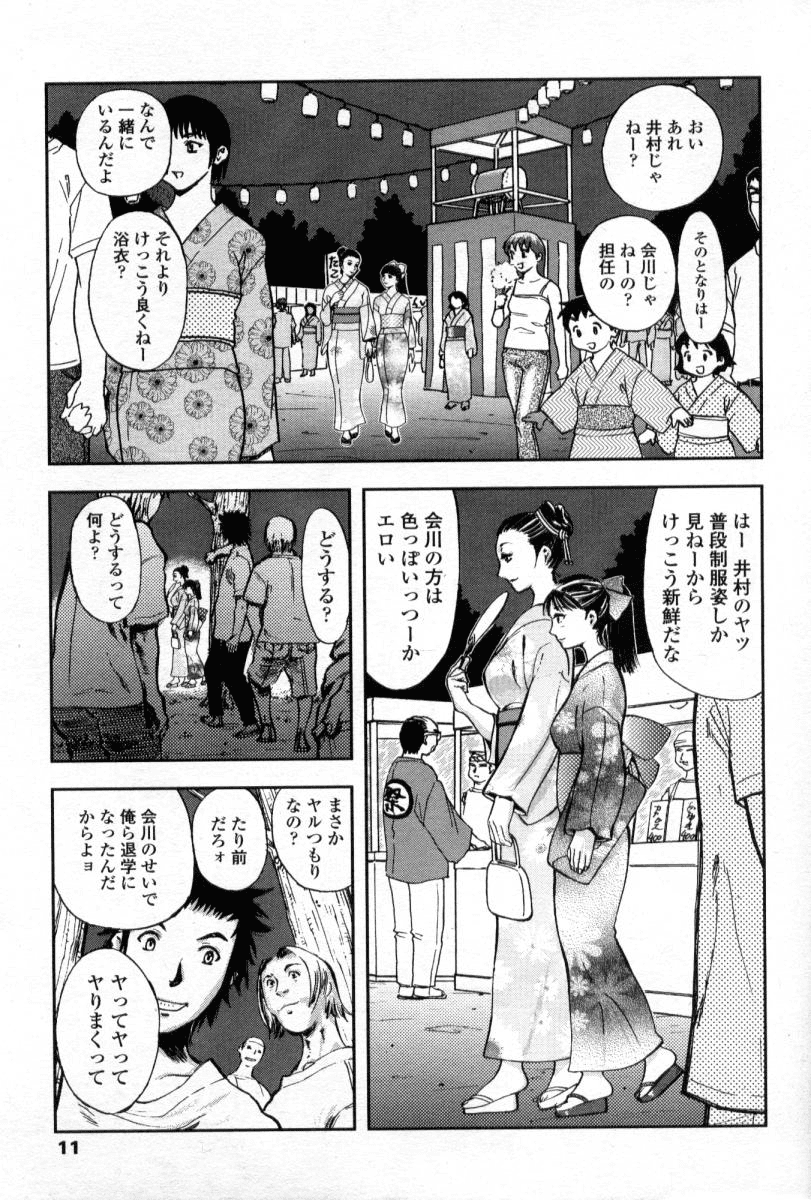 おい
あれ
井村じゃ
ねー?
そのとなりはー
会川じゃ
ねーの?
担任の
なんで
一緒に
いるんだよ
それより
けっこう良くねー
浴衣?
たこ
はー 井村のヤツ
普段制服姿しか
見ねーから
けっこう新鮮だな
会川の方は
色っぽいっつーか
エロい
祭
どうする?
どうするって
何よ?
まさか
ヤルつもり
なの?
たり前
だろォ
会川のせいで
俺ら退学に
なったんだ
からよョ
ヤってヤって
ヤりまくって
11